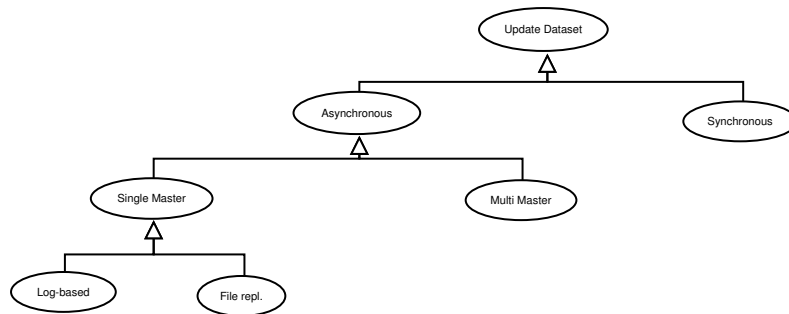 Update Dataset
Asynchronous
Synchronous
Single Master
Multi Master
Log-based
File repl.